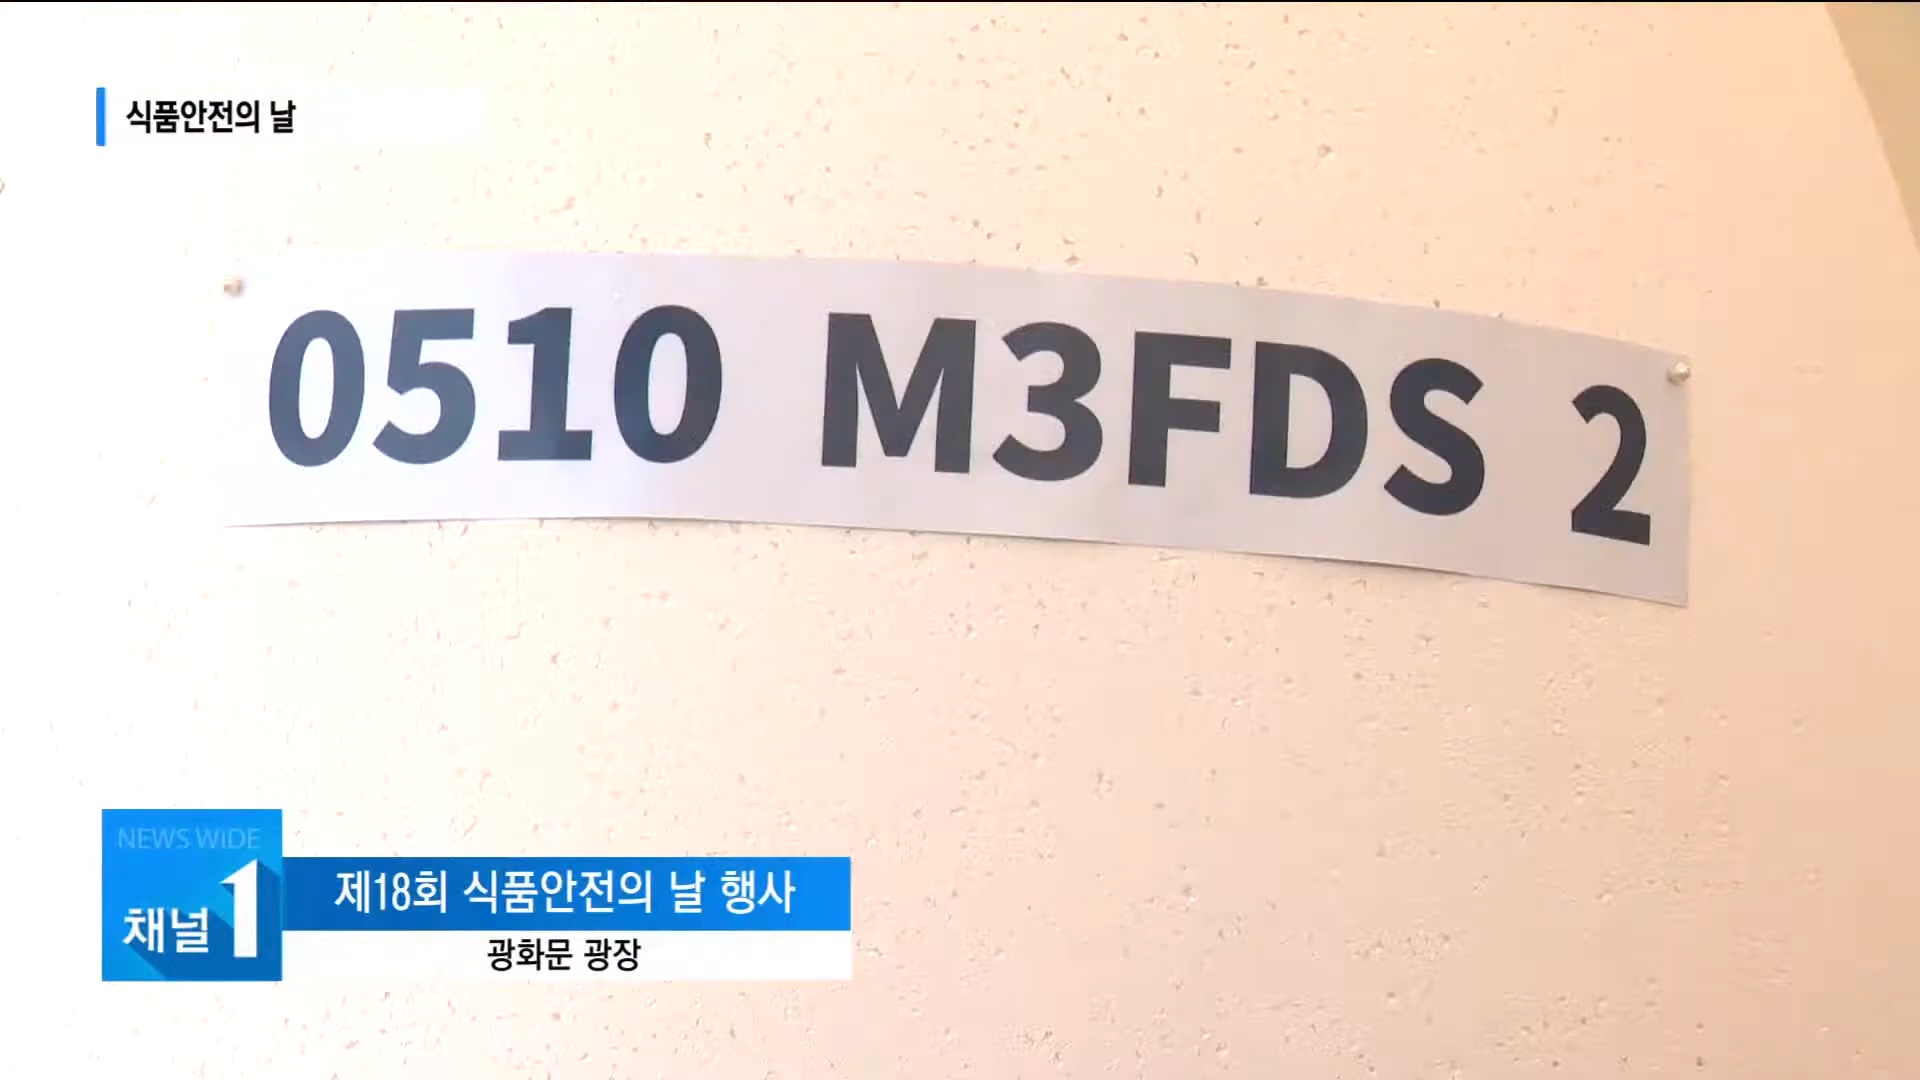 식품안전의 날
0510 M3FDS 2
NEWS WIDE
채널 1
제18회 식품안전의 날 행사
광화문 광장